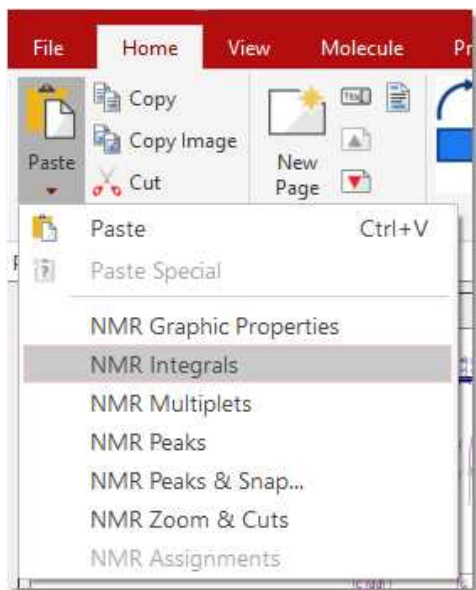 File Home View Molecule
Copy
Copy Image
Cut
Paste
New
Page
Paste Ctrl+V
Paste Special
NMR Graphic Properties
NMR Integrals
NMR Multiplets
NMR Peaks
NMR Peaks & Snap...
NMR Zoom & Cuts
NMR Assignments